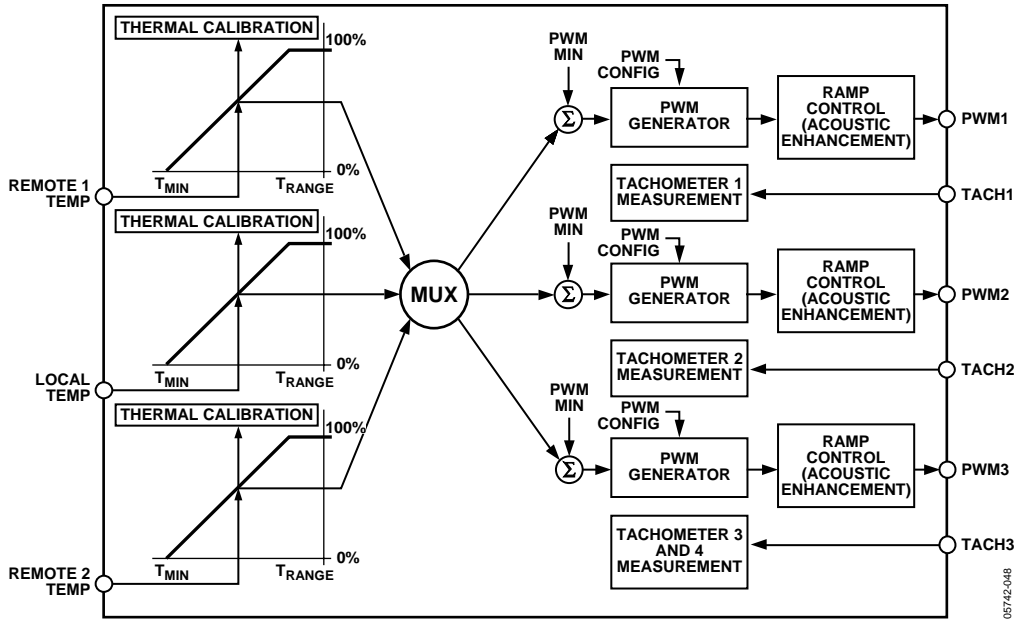 THERMAL CALIBRATION
100%
0%
T_MIN
T_RANGE
REMOTE 1
TEMP
THERMAL CALIBRATION
100%
0%
T_MIN
T_RANGE
LOCAL
TEMP
THERMAL CALIBRATION
100%
0%
T_MIN
T_RANGE
REMOTE 2
TEMP
MUX
PWM
MIN
Σ
PWM
CONFIG
PWM
GENERATOR
RAMP
CONTROL
(ACOUSTIC
ENHANCEMENT)
PWM1
TACHOMETER 1
MEASUREMENT
TACH1
PWM
MIN
Σ
PWM
CONFIG
PWM
GENERATOR
RAMP
CONTROL
(ACOUSTIC
ENHANCEMENT)
PWM2
TACHOMETER 2
MEASUREMENT
TACH2
PWM
MIN
Σ
PWM
CONFIG
PWM
GENERATOR
RAMP
CONTROL
(ACOUSTIC
ENHANCEMENT)
PWM3
TACHOMETER 3
AND 4
MEASUREMENT
TACH3
05742-048